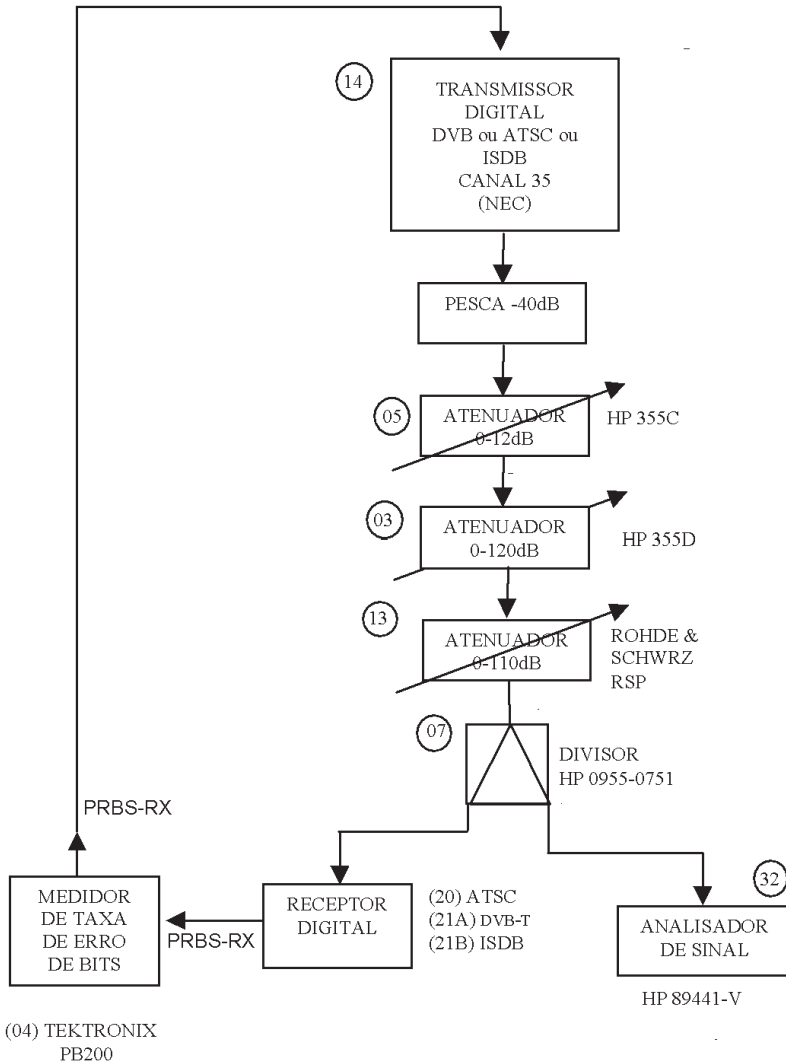 14
TRANSMISSOR
DIGITAL
DVB ou ATSC ou
ISDB
CANAL 35
(NEC)
PESCA -40dB
05
ATENUADOR
0-12dB
HP 355C
03
ATENUADOR
0-120dB
HP 355D
13
ATENUADOR
0-110dB
ROHDE &
SCHWRZ
RSP
07
DIVISOR
HP 0955-0751
PRBS-RX
MEDIDOR
DE TAXA
DE ERRO
DE BITS
PRBS-RX
RECEPTOR
DIGITAL
(20) ATSC
(21A) DVB-T
(21B) ISDB
32
ANALISADOR
DE SINAL
HP 89441-V
(04) TEKTRONIX
PB200